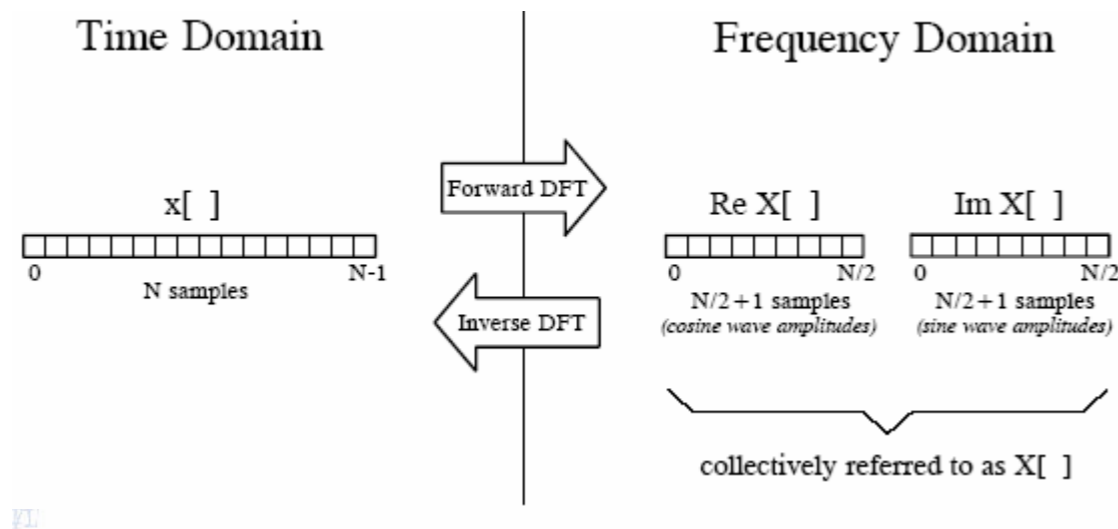 Time Domain
Frequency Domain
Forward DFT
x[ ]
Re X[ ]
Im X[ ]
0
N-1
0
N/2
0
N/2
N samples
N/2+1 samples
N/2+1 samples
(cosine wave amplitudes)
(sine wave amplitudes)
Inverse DFT
collectively referred to as X[ ]